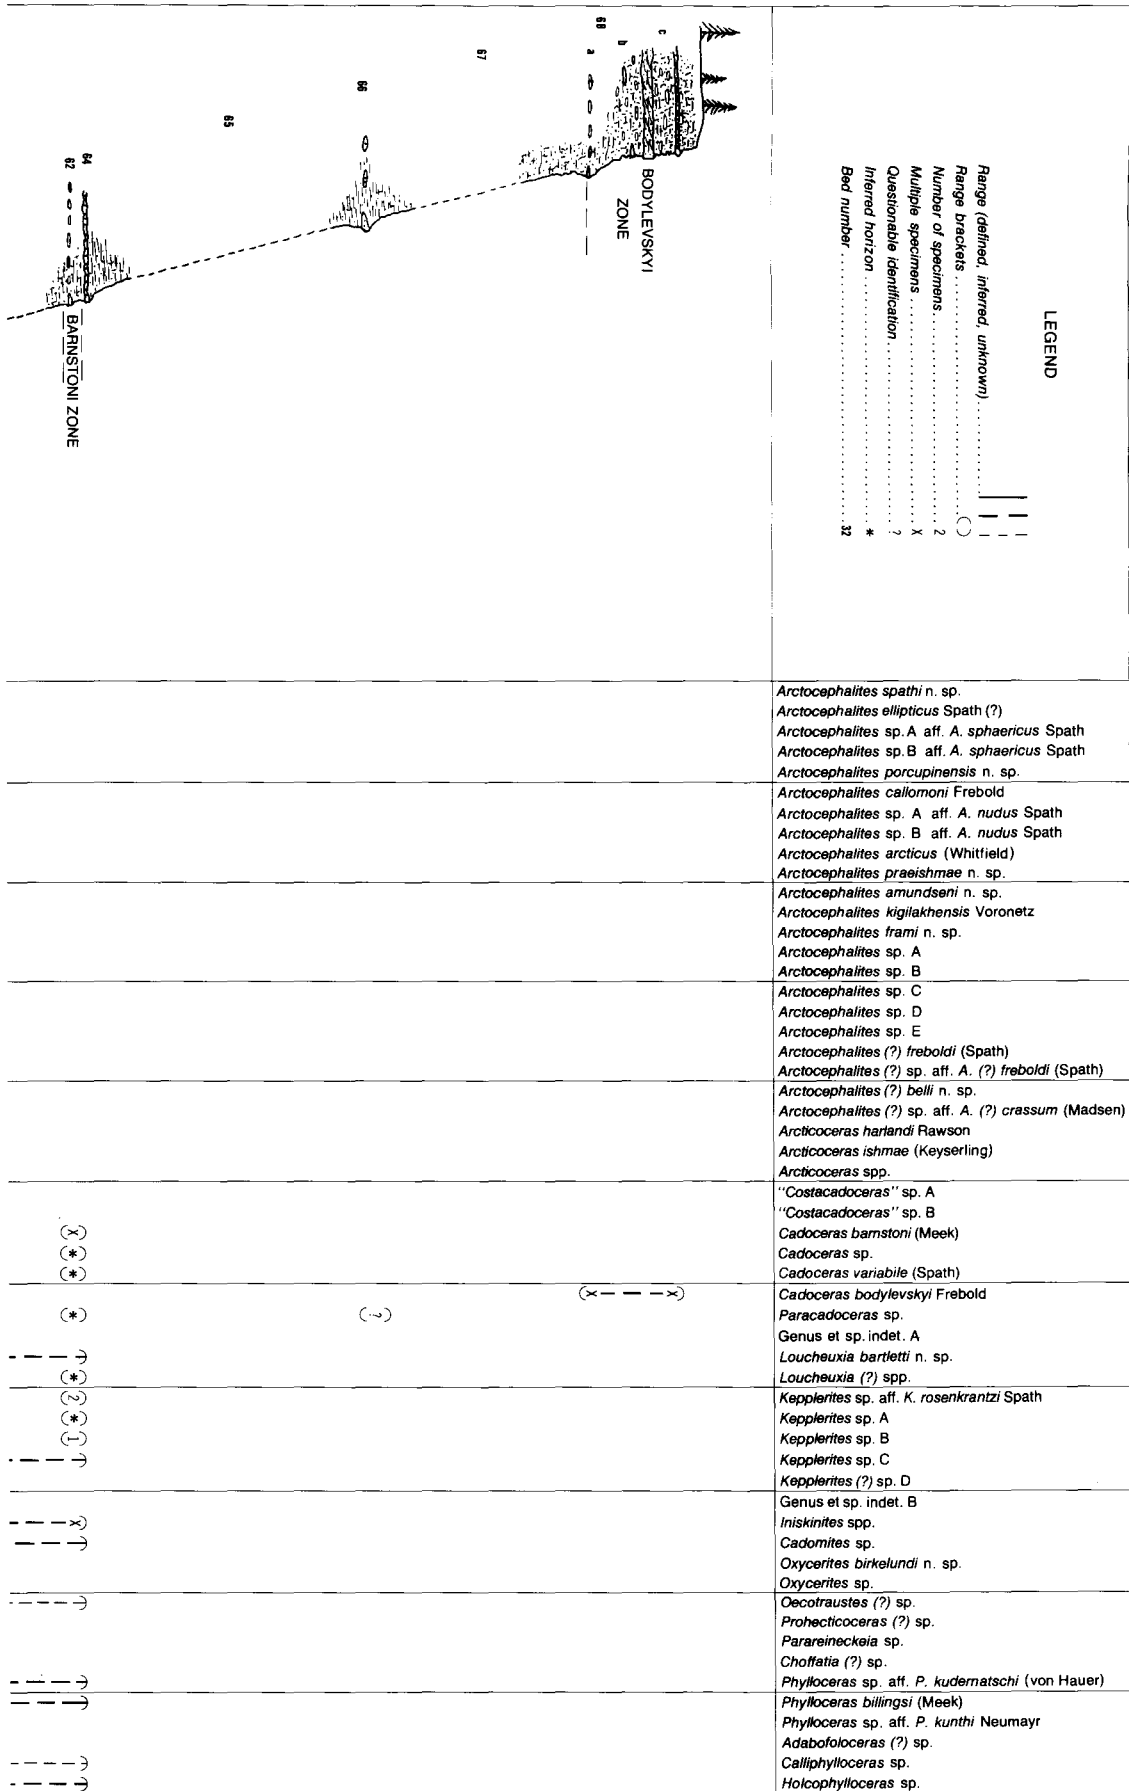 68
c
b
a
67
66
65
64
62
BODYLEVSKYI
ZONE
BARNSTONI ZONE
LEGEND
Range (defined, inferred, unknown)
Range brackets ( )
Number of specimens 2
Multiple specimens X
Questionable identification ?
Inferred horizon *
Bed number 32
Arctocephalites spathi n. sp.
Arctocephalites ellipticus Spath (?)
Arctocephalites sp. A aff. A. sphaericus Spath
Arctocephalites sp. B aff. A. sphaericus Spath
Arctocephalites porcupinensis n. sp.
Arctocephalites callomoni Frebold
Arctocephalites sp. A aff. A. nudus Spath
Arctocephalites sp. B aff. A. nudus Spath
Arctocephalites arcticus (Whitfield)
Arctocephalites praeishmae n. sp.
Arctocephalites amundseni n. sp.
Arctocephalites kigilakhensis Voronetz
Arctocephalites frami n. sp.
Arctocephalites sp. A
Arctocephalites sp. B
Arctocephalites sp. C
Arctocephalites sp. D
Arctocephalites sp. E
Arctocephalites (?) freboldi (Spath)
Arctocephalites (?) sp. aff. A. (?) freboldi (Spath)
Arctocephalites (?) belli n. sp.
Arctocephalites (?) sp. aff. A. (?) crassum (Madsen)
Arcticoceras harlandi Rawson
Arcticoceras ishmae (Keyserling)
Arcticoceras spp.
"Costacadoceras" sp. A
"Costacadoceras" sp. B
(X) Cadoceras barnstoni (Meek)
(*) Cadoceras sp.
(*) Cadoceras variabile (Spath)
(X — — X) Cadoceras bodylevskyi Frebold
(*) (?) Paracadoceras sp.
Genus et sp. indet. A
Loucheuxia bartletti n. sp.
(*) Loucheuxia (?) spp.
(2) Kepplerites sp. aff. K. rosenkrantzi Spath
(*) Kepplerites sp. A
(1) Kepplerites sp. B
Kepplerites sp. C
Kepplerites (?) sp. D
Genus et sp. indet. B
X) Iniskinites spp.
Cadomites sp.
Oxycerites birkelundi n. sp.
Oxycerites sp.
Oecotraustes (?) sp.
Prohecticoceras (?) sp.
Parareineckeia sp.
Choffatia (?) sp.
Phylloceras sp. aff. P. kudernatschi (von Hauer)
Phylloceras billingsi (Meek)
Phylloceras sp. aff. P. kunthi Neumayr
Adabofoloceras (?) sp.
Calliphylloceras sp.
Holcophylloceras sp.